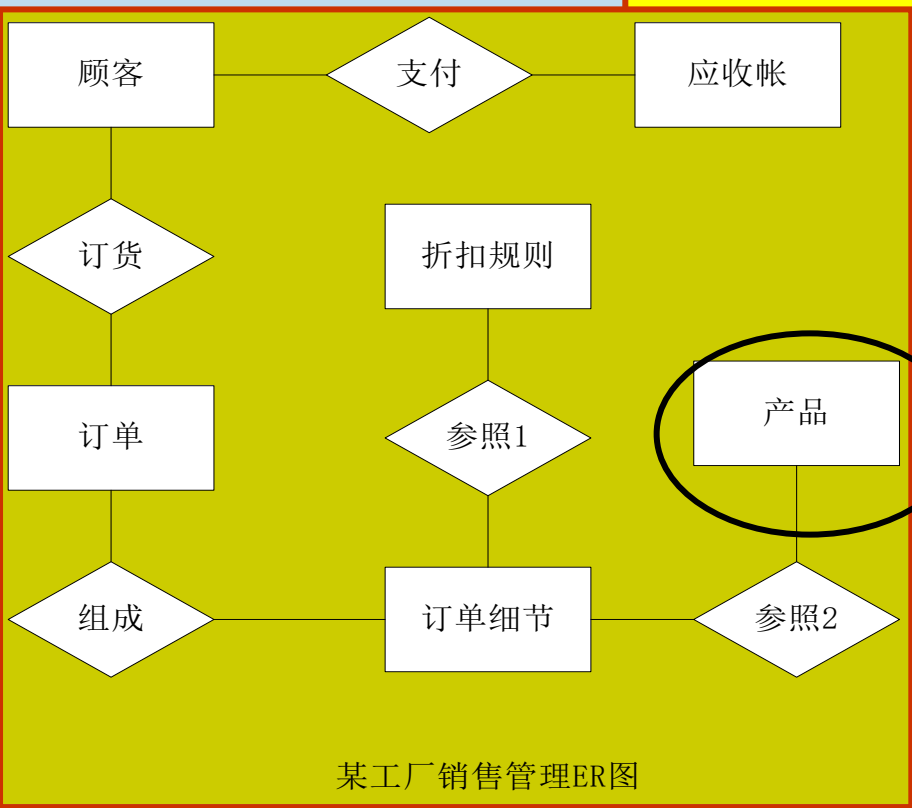 顾客
支付
应收帐
订货
折扣规则
订单
参照1
产品
组成
订单细节
参照2
某工厂销售管理ER图